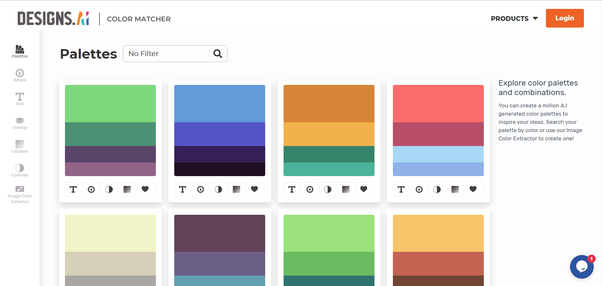 DESIGNS.AI
COLOR MATCHER
PRODUCTS
Login
Palettes
Palettes
No Filter
Wheel
Text
Overlay
Gradient
Contrast
Image Color
Extractor
Explore color palettes
and combinations.
You can create a million A.I
generated color palettes to
inspire your ideas. Search your
palette by color or use our Image
Color Extractor to create one!
T
T
T
T
1